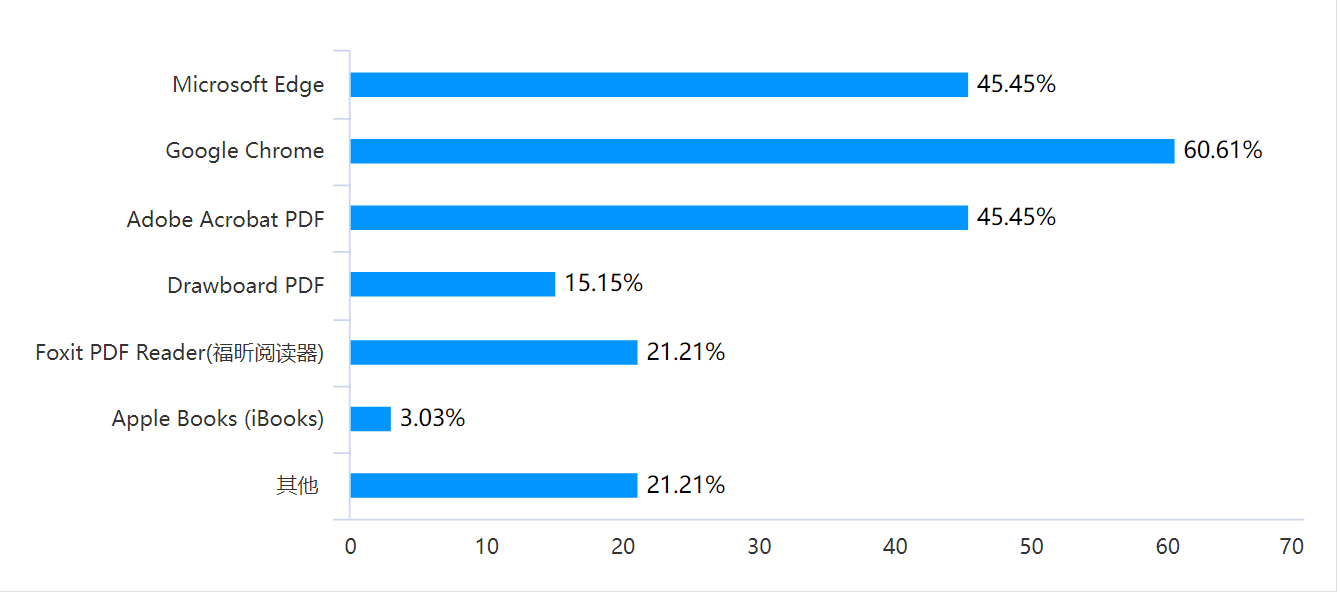 Microsoft Edge 45.45%
Google Chrome 60.61%
Adobe Acrobat PDF 45.45%
Drawboard PDF 15.15%
Foxit PDF Reader(福昕阅读器) 21.21%
Apple Books (iBooks) 3.03%
其他 21.21%
0 10 20 30 40 50 60 70